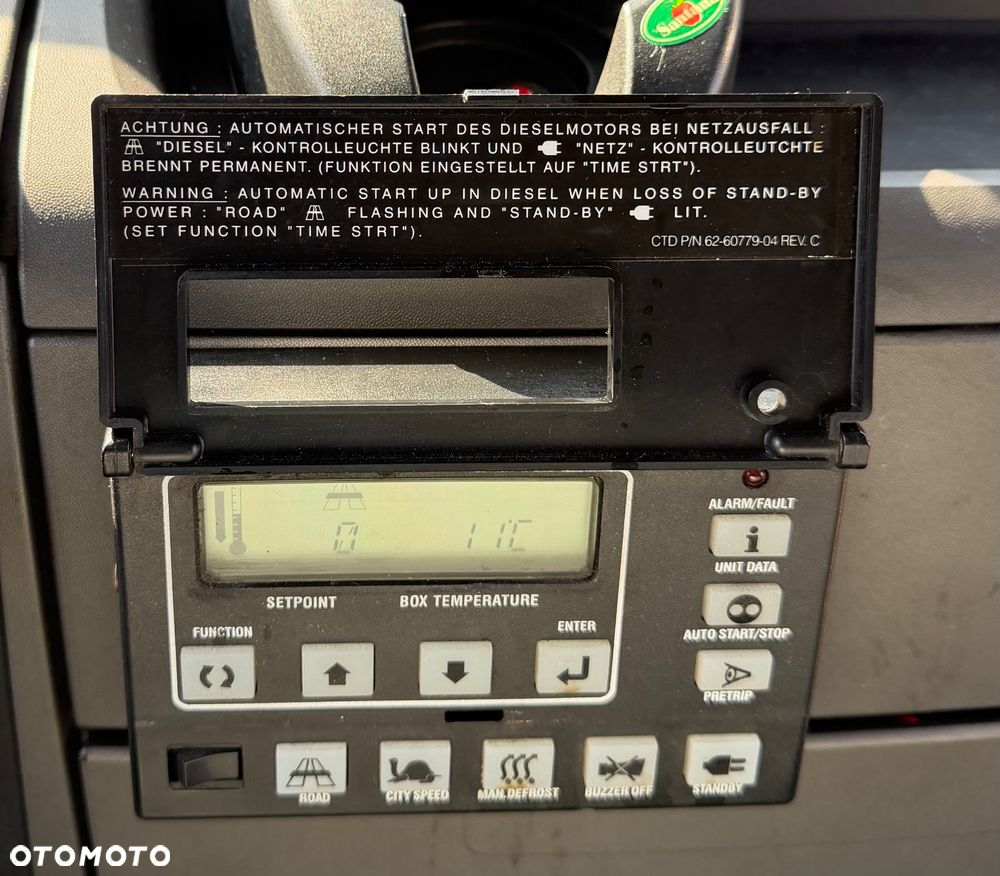 Santana
ACHTUNG : AUTOMATISCHER START DES DIESELMOTORS BEI NETZAUSFALL :
"DIESEL" - KONTROLLEUCHTE BLINKT UND "NETZ" - KONTROLLEUTCHTE
BRENNT PERMANENT. (FUNKTION EINGESTELLT AUF "TIME STRT").
WARNING : AUTOMATIC START UP IN DIESEL WHEN LOSS OF STAND-BY
POWER : "ROAD" FLASHING AND "STAND-BY" LIT.
(SET FUNCTION "TIME STRT").
CTD P/N 62-60779-04 REV. C
0 11°C
SETPOINT BOX TEMPÉRATURE
ALARM/FAULT
i
UNIT DATA
AUTO START/STOP
PRETRIP
FUNCTION ENTER
ROAD CITY SPEED MAN.DEFROST BUZZER OFF STANDBY
OTOMOTO